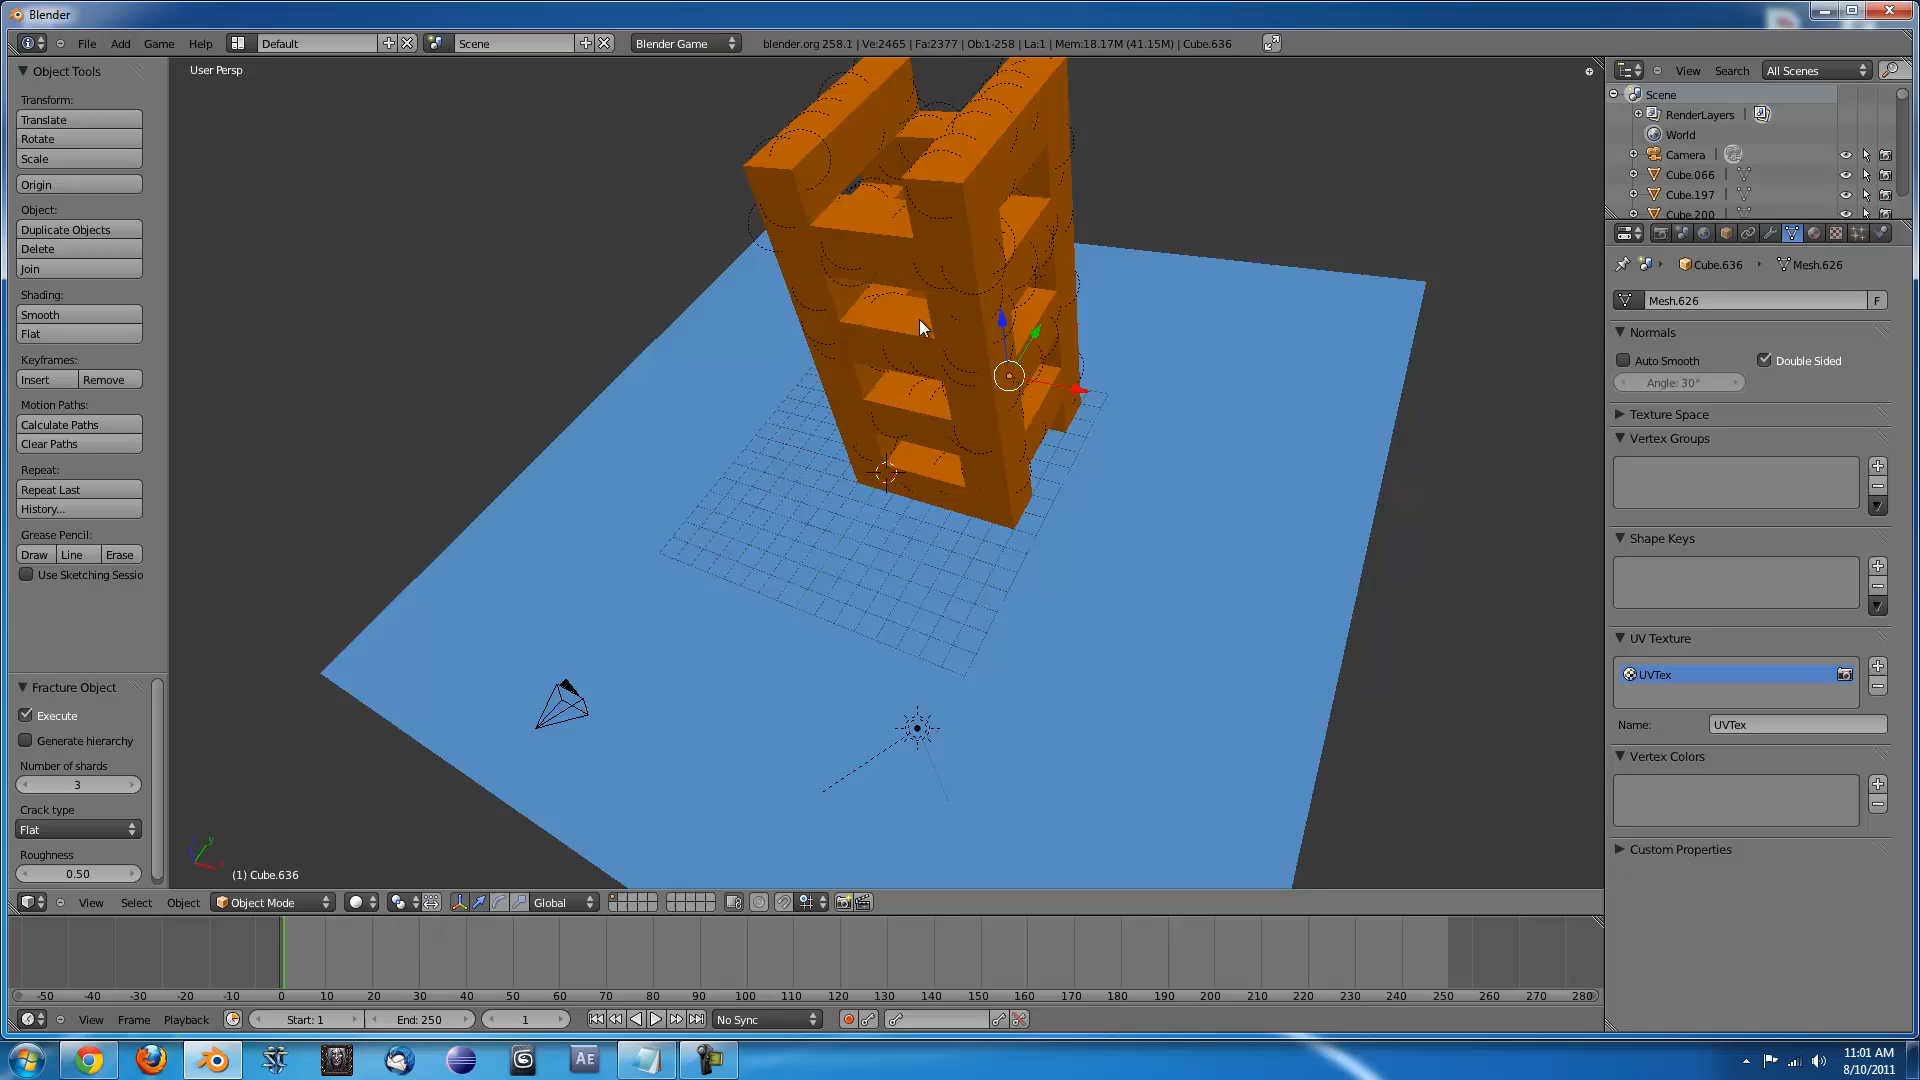 Blender
File Add Game Help Default Scene Blender Game blender.org 258.1 | Ve:2465 | Fa:2377 | Ob:1-258 | La:1 | Mem:18.17M (41.15M) | Cube.636
Object Tools
Transform:
Translate
Rotate
Scale
Origin
Object:
Duplicate Objects
Delete
Join
Shading:
Smooth
Flat
Keyframes:
Insert Remove
Motion Paths:
Calculate Paths
Clear Paths
Repeat:
Repeat Last
History...
Grease Pencil:
Draw Line Erase
Use Sketching Sessio
Fracture Object
Execute
Generate hierarchy
Number of shards
3
Crack type
Flat
Roughness
0.50
User Persp
(1) Cube.636
View Select Object Object Mode Global
View Search All Scenes
Scene
RenderLayers |
World
Camera |
Cube.066
Cube.197
Cube.200
Cube.636 Mesh.626
Mesh.626 F
Normals
Auto Smooth Double Sided
Angle: 30°
Texture Space
Vertex Groups
Shape Keys
UV Texture
UVTex
Name: UVTex
Vertex Colors
Custom Properties
-50 -40 -30 -20 -10 0 10 20 30 40 50 60 70 80 90 100 110 120 130 140 150 160 170 180 190 200 210 220 230 240 250 260 270 280
View Frame Playback Start: 1 End: 250 1 No Sync
AE
11:01 AM
8/10/2011